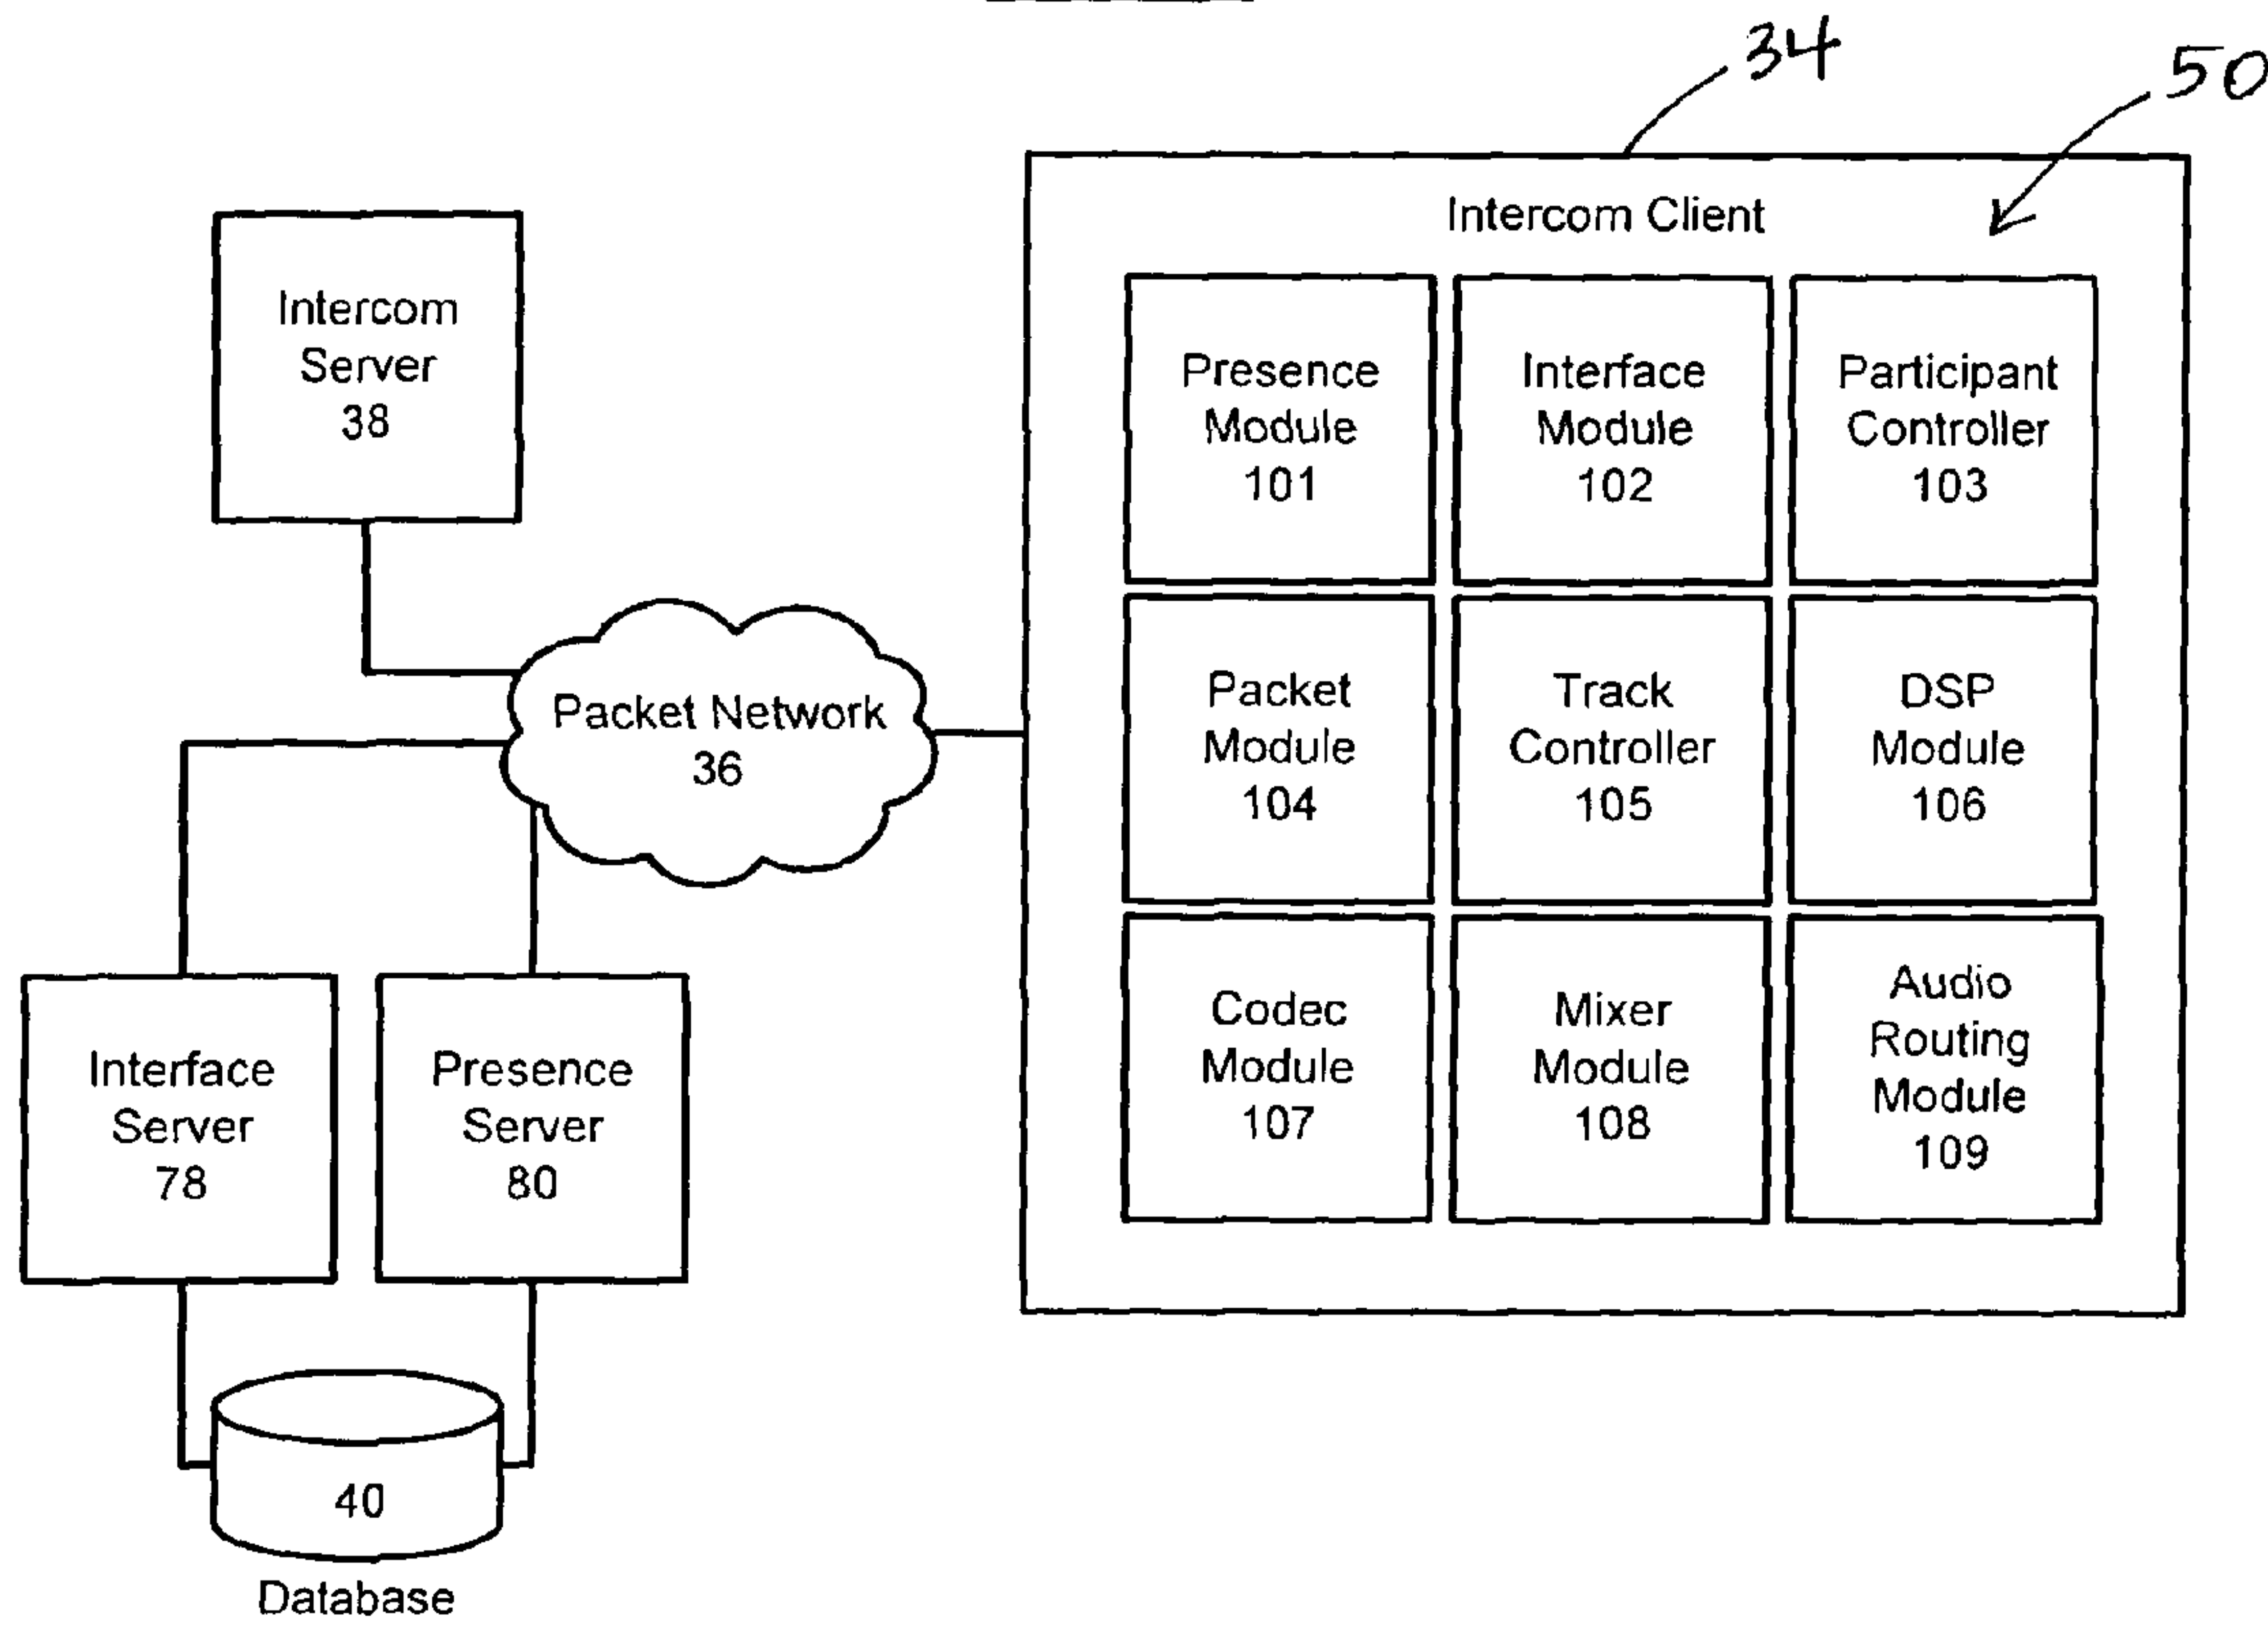 34
50
Intercom Client
Intercom
Server
38
Presence
Module
101
Interface
Module
102
Participant
Controller
103
Packet Network
36
Packet
Module
104
Track
Controller
105
DSP
Module
106
Interface
Server
78
Presence
Server
80
Codec
Module
107
Mixer
Module
108
Audio
Routing
Module
109
40
Database